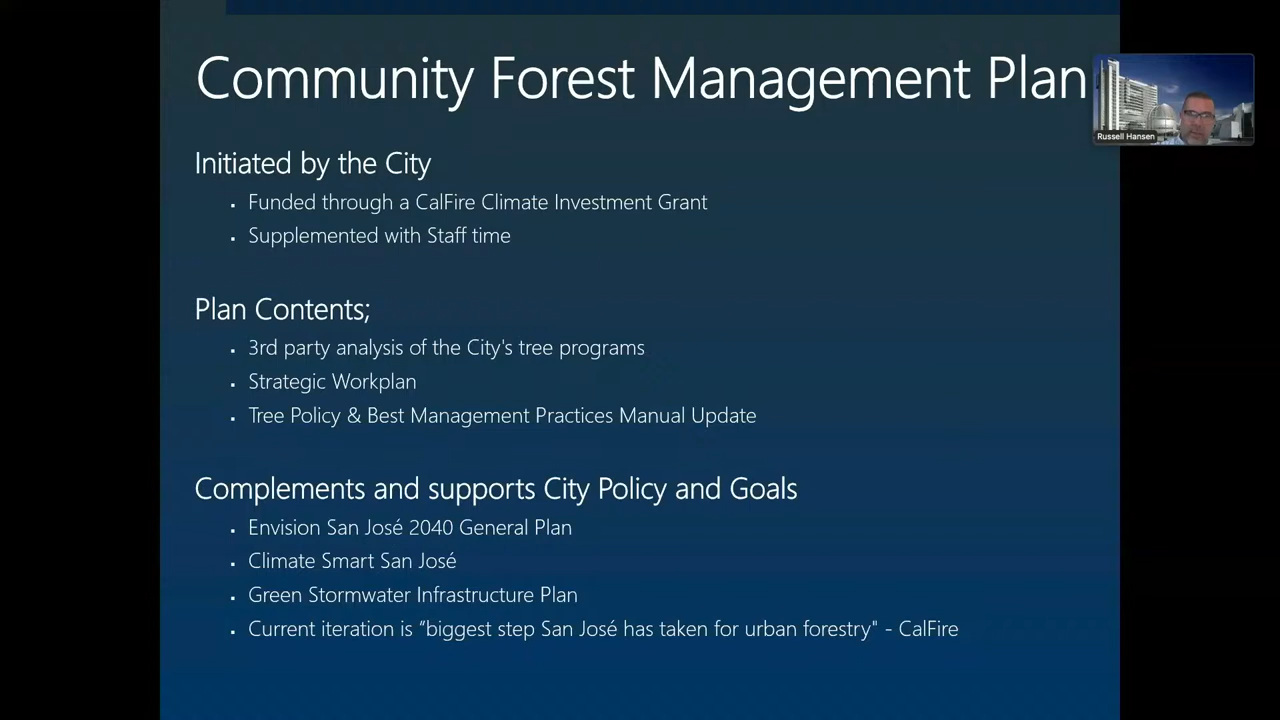 Community Forest Management Plan
Russell Hansen
Initiated by the City
▪ Funded through a CalFire Climate Investment Grant
▪ Supplemented with Staff time
Plan Contents;
▪ 3rd party analysis of the City's tree programs
▪ Strategic Workplan
▪ Tree Policy & Best Management Practices Manual Update
Complements and supports City Policy and Goals
▪ Envision San José 2040 General Plan
▪ Climate Smart San José
▪ Green Stormwater Infrastructure Plan
▪ Current iteration is “biggest step San José has taken for urban forestry" - CalFire